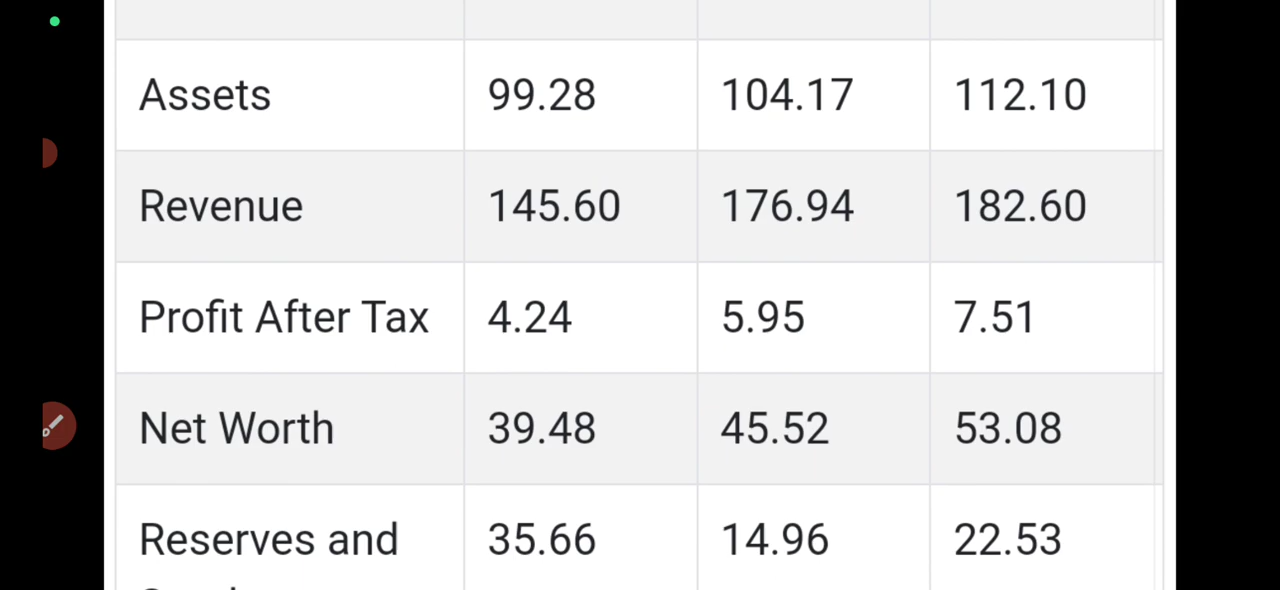 Assets 99.28 104.17 112.10
Revenue 145.60 176.94 182.60
Profit After Tax 4.24 5.95 7.51
Net Worth 39.48 45.52 53.08
Reserves and 35.66 14.96 22.53